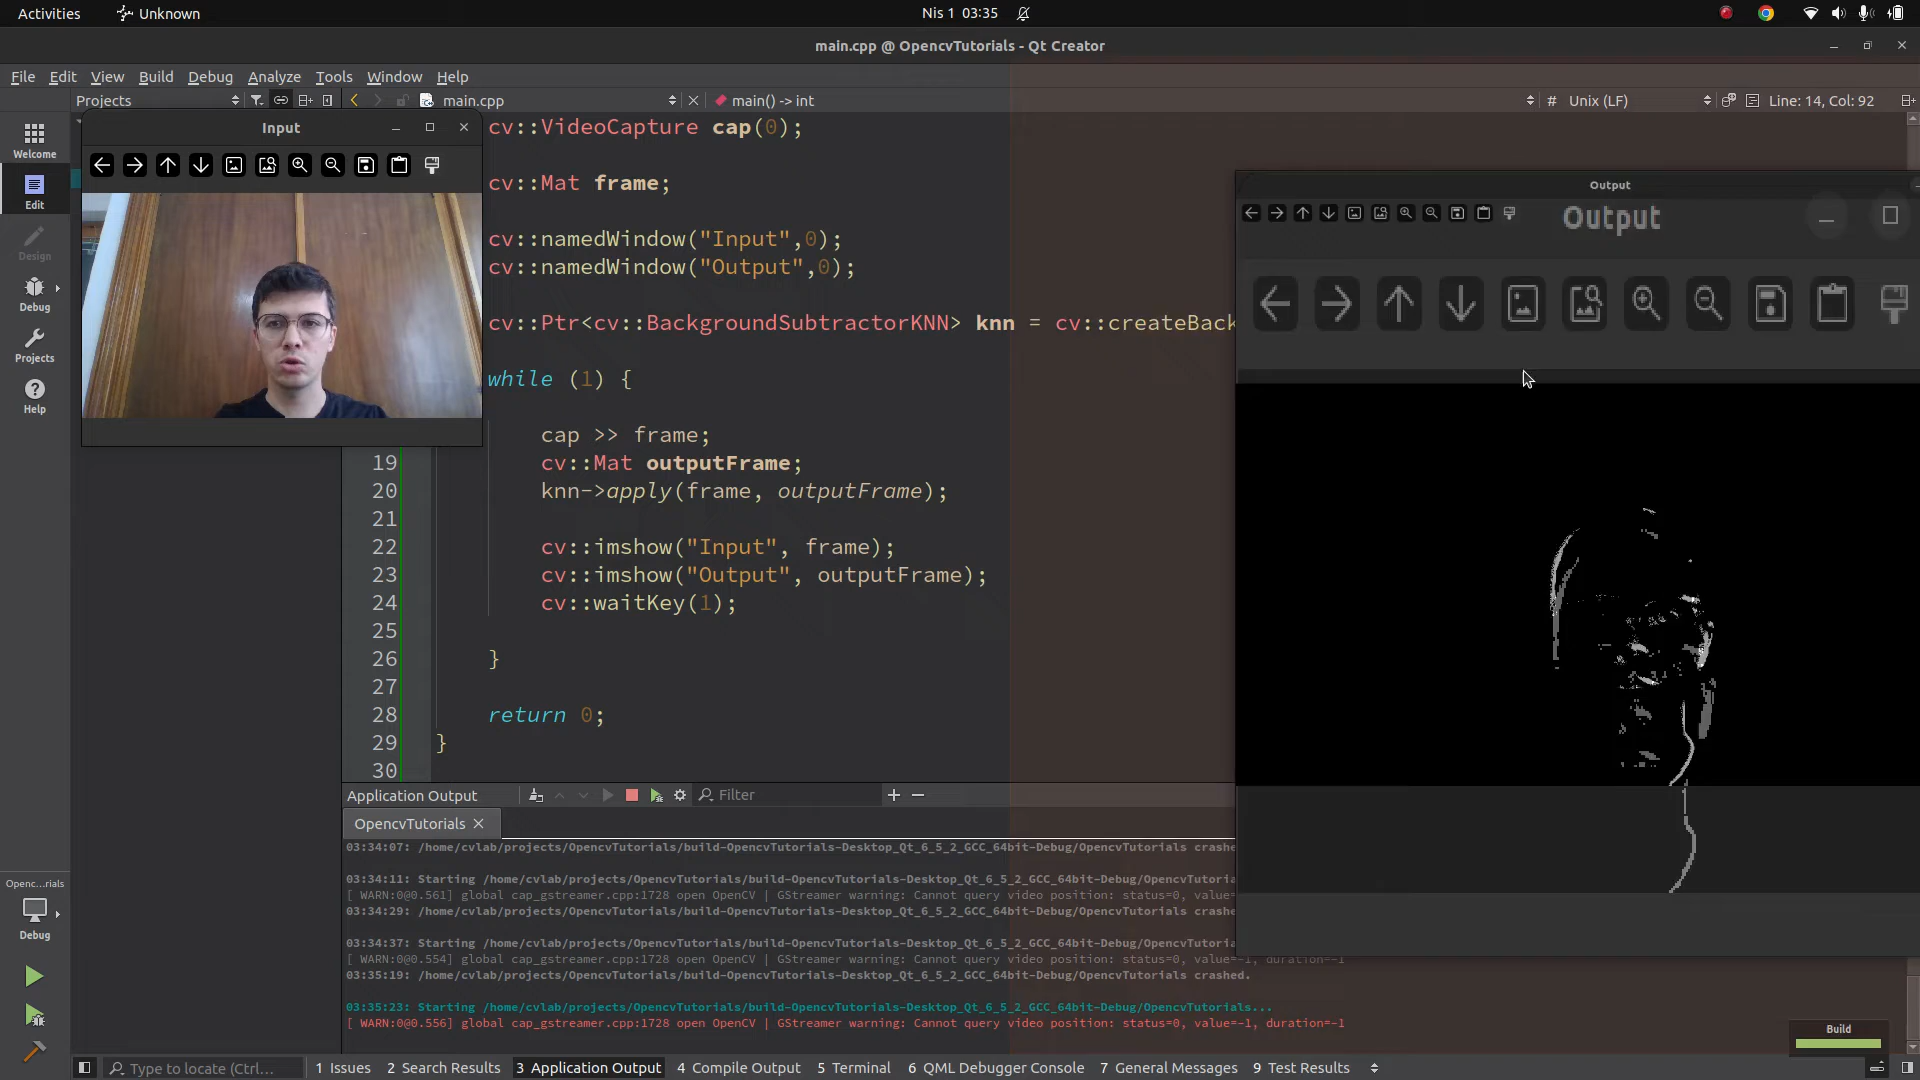 Activities
Unknown
Nis 1 03:35
main.cpp @ OpencvTutorials - Qt Creator
File Edit View Build Debug Analyze Tools Window Help
Projects
main.cpp
main() -> int
# Unix (LF)
Line: 14, Col: 92
Input
Welcome
Edit
Design
Debug
Projects
Help
cv::VideoCapture cap(0);
cv::Mat frame;
cv::namedWindow("Input",0);
cv::namedWindow("Output",0);
cv::Ptr<cv::BackgroundSubtractorKNN> knn = cv::createBack
while (1) {
cap >> frame;
19 cv::Mat outputFrame;
20 knn->apply(frame, outputFrame);
21
22 cv::imshow("Input", frame);
23 cv::imshow("Output", outputFrame);
24 cv::waitKey(1);
25
26 }
27
28 return 0;
29 }
30
Output
Output
Application Output
Filter
OpencvTutorials
03:34:07: /home/cvlab/projects/OpencvTutorials/build-OpencvTutorials-Desktop_Qt_6_5_2_GCC_64bit-Debug/OpencvTutorials crashe
03:34:11: Starting /home/cvlab/projects/OpencvTutorials/build-OpencvTutorials-Desktop_Qt_6_5_2_GCC_64bit-Debug/OpencvTutoria
[ WARN:0@0.561] global cap_gstreamer.cpp:1728 open OpenCV | GStreamer warning: Cannot query video position: status=0, value=
03:34:29: /home/cvlab/projects/OpencvTutorials/build-OpencvTutorials-Desktop_Qt_6_5_2_GCC_64bit-Debug/OpencvTutorials crashe
03:34:37: Starting /home/cvlab/projects/OpencvTutorials/build-OpencvTutorials-Desktop_Qt_6_5_2_GCC_64bit-Debug/OpencvTutoria
[ WARN:0@0.554] global cap_gstreamer.cpp:1728 open OpenCV | GStreamer warning: Cannot query video position: status=0, value=-1, duration=-1
03:35:19: /home/cvlab/projects/OpencvTutorials/build-OpencvTutorials-Desktop_Qt_6_5_2_GCC_64bit-Debug/OpencvTutorials crashed.
03:35:23: Starting /home/cvlab/projects/OpencvTutorials/build-OpencvTutorials-Desktop_Qt_6_5_2_GCC_64bit-Debug/OpencvTutorials...
[ WARN:0@0.556] global cap_gstreamer.cpp:1728 open OpenCV | GStreamer warning: Cannot query video position: status=0, value=-1, duration=-1
Openc...rials
Debug
Build
Type to locate (Ctrl...
1 Issues
2 Search Results
3 Application Output
4 Compile Output
5 Terminal
6 QML Debugger Console
7 General Messages
9 Test Results